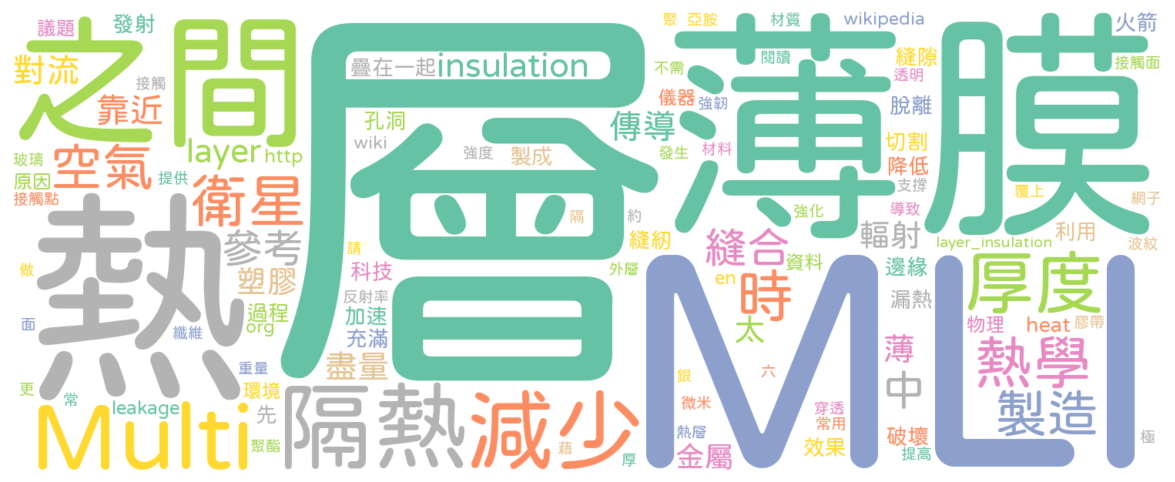 議題
發射
之間
對流
接觸
靠近
層
疊在一起
insulation
薄膜
聚
亞胺
材質
wikipedia
火箭
閱讀
縫隙
接觸面
不需
透明
儀器
強韌
脫離
孔洞
傳導
wiki
layer
http
玻璃
空氣
原因
提供
接觸點
衛星
強度
製成
發生
材料
切割
降低
支撐
覆上
網子
熱
參考
塑膠
隔
約
強化
導致
縫紉
縫合
輻射
layer_insulation
利用
波紋
請
做
科技
外層
資料
en
時
邊緣
厚度
反射率
漏熱
過程
org
加速
太
物理
heat
膠帶
面
纖維
充滿
MLI
盡量
重量
六
薄
熱學
更
常
環境
銀
中
製造
Multi
leakage
先
隔熱
減少
微米
穿透
常用
聚酯
藉
厚
熱層
金屬
效果
破壞
提高
極